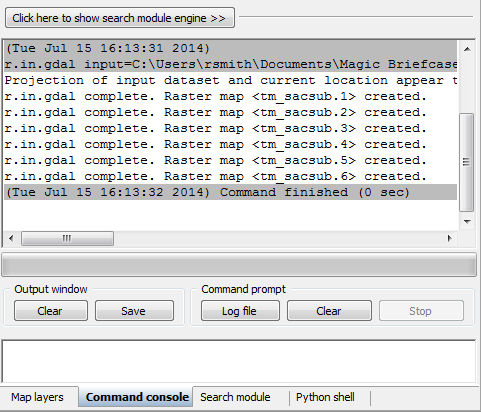 Click here to show search module engine >>
(Tue Jul 15 16:13:31 2014)
r.in.gdal input=C:\Users\rsmith\Documents\Magic Briefcase
Projection of input dataset and current location appear t
r.in.gdal complete. Raster map <tm_sacsub.1> created.
r.in.gdal complete. Raster map <tm_sacsub.2> created.
r.in.gdal complete. Raster map <tm_sacsub.3> created.
r.in.gdal complete. Raster map <tm_sacsub.4> created.
r.in.gdal complete. Raster map <tm_sacsub.5> created.
r.in.gdal complete. Raster map <tm_sacsub.6> created.
(Tue Jul 15 16:13:32 2014) Command finished (0 sec)
Output window Command prompt
Clear Save Log file Clear Stop
Map layers Command console Search module Python shell